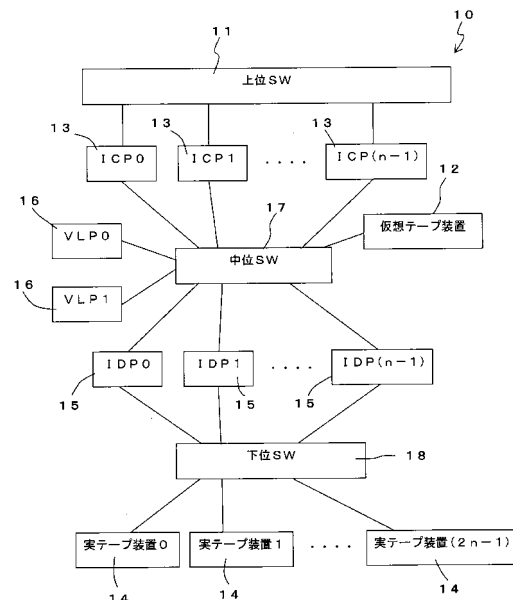 10
11
上位SW
13
13
13
ICP0
ICP1
....
ICP(n-1)
12
16
VLP0
17
仮想テープ装置
中位SW
16
VLP1
IDP0
IDP1
....
IDP(n-1)
15
15
15
下位SW
18
実テープ装置0
実テープ装置1
....
実テープ装置(2n-1)
14
14
14